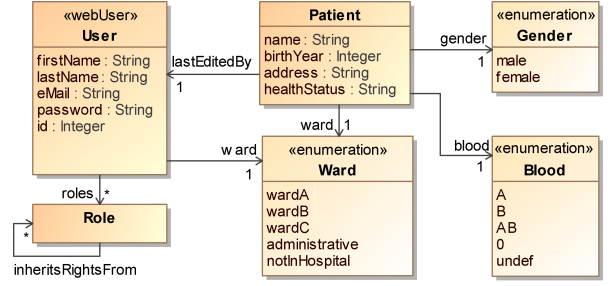 «webUser»
User
firstName : String
lastName : String
eMail : String
password : String
id : Integer
lastEditedBy
1
Patient
name : String
birthYear : Integer
address : String
healthStatus : String
gender
1
«enumeration»
Gender
male
female
ward
1
ward
1
«enumeration»
Ward
wardA
wardB
wardC
administrative
notInHospital
blood
1
«enumeration»
Blood
A
B
AB
0
undef
roles
*
Role
*
inheritsRightsFrom